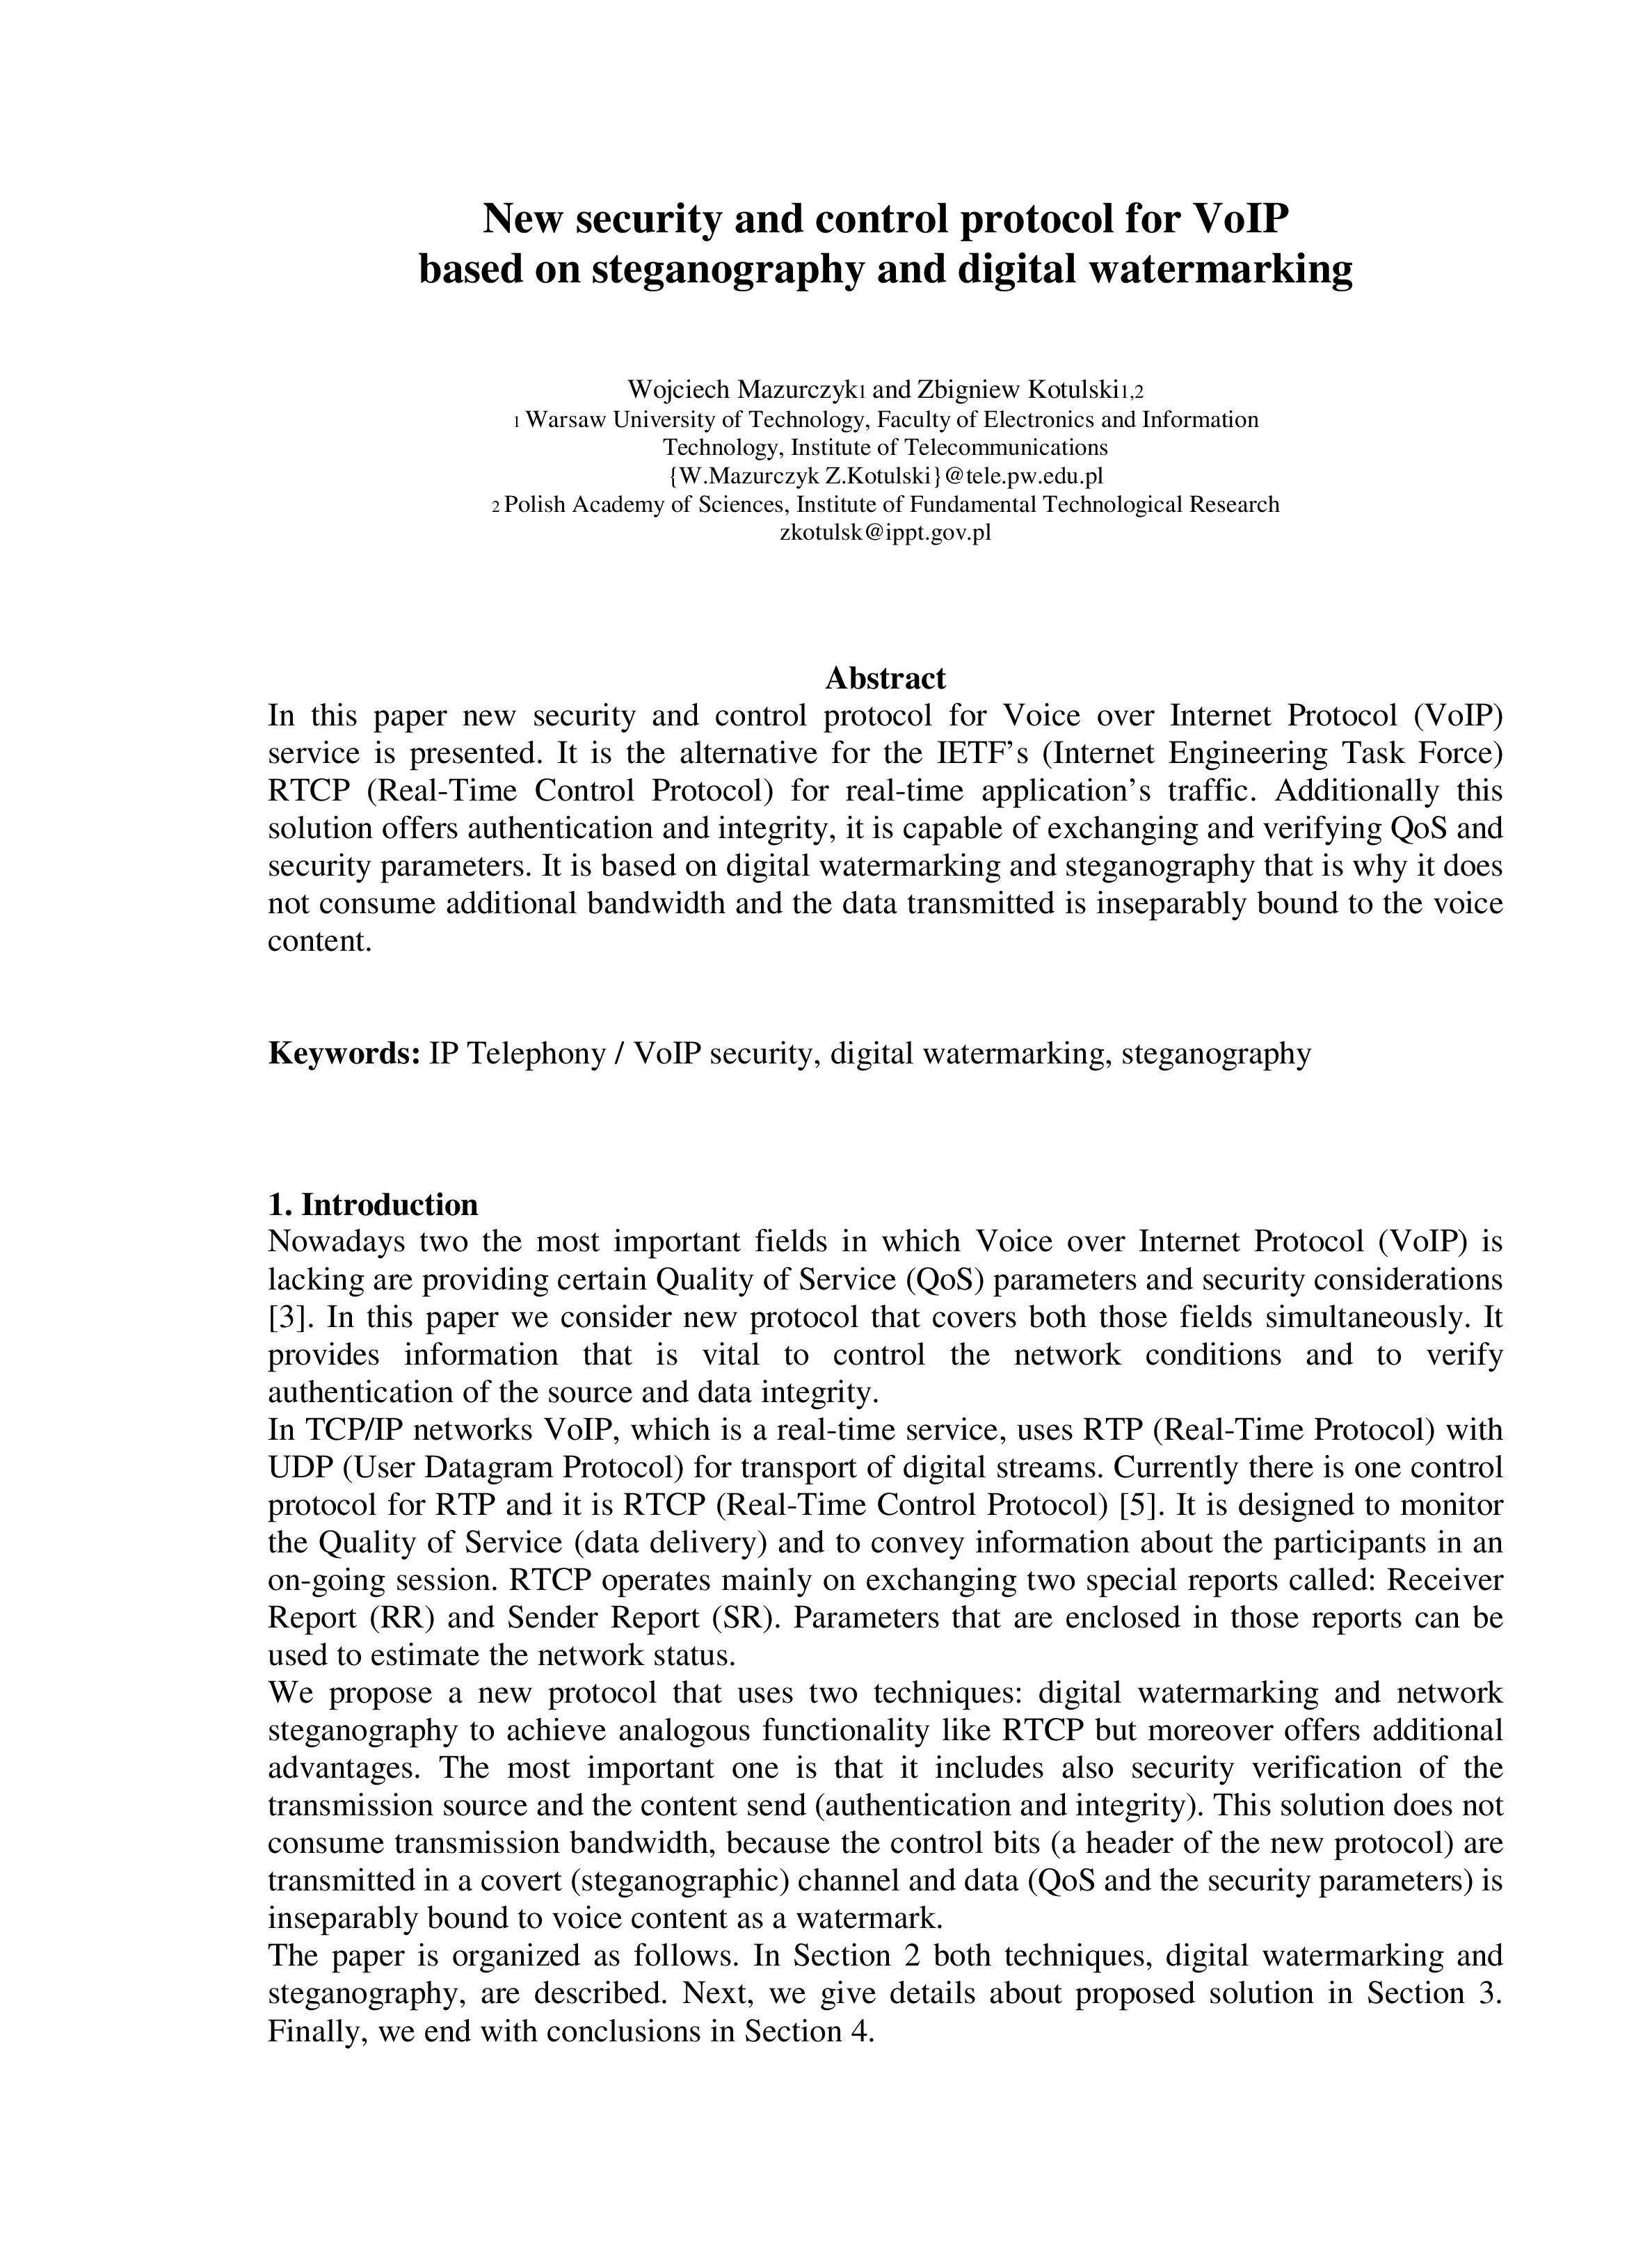 New security and control protocol for VoIP
based on steganography and digital watermarking
Wojciech Mazurczyk1 and Zbigniew Kotulski1,2
1 Warsaw University of Technology, Faculty of Electronics and Information
Technology, Institute of Telecommunications
{W.Mazurczyk Z.Kotulski}@tele.pw.edu.pl
2 Polish Academy of Sciences, Institute of Fundamental Technological Research
zkotulsk@ippt.gov.pl
Abstract
In this paper new security and control protocol for Voice over Internet Protocol (VoIP)
service is presented. It is the alternative for the IETF's (Internet Engineering Task Force)
RTCP (Real-Time Control Protocol) for real-time application's traffic. Additionally this
solution offers authentication and integrity, it is capable of exchanging and verifying QoS and
security parameters. It is based on digital watermarking and steganography that is why it does
not consume additional bandwidth and the data transmitted is inseparably bound to the voice
content.
Keywords: IP Telephony / VoIP security, digital watermarking, steganography
1. Introduction
Nowadays two the most important fields in which Voice over Internet Protocol (VoIP) is
lacking are providing certain Quality of Service (QoS) parameters and security considerations
[3]. In this paper we consider new protocol that covers both those fields simultaneously. It
provides information that is vital to control the network conditions and to verify
authentication of the source and data integrity.
In TCP/IP networks VoIP, which is a real-time service, uses RTP (Real-Time Protocol) with
UDP (User Datagram Protocol) for transport of digital streams. Currently there is one control
protocol for RTP and it is RTCP (Real-Time Control Protocol) [5]. It is designed to monitor
the Quality of Service (data delivery) and to convey information about the participants in an
on-going session. RTCP operates mainly on exchanging two special reports called: Receiver
Report (RR) and Sender Report (SR). Parameters that are enclosed in those reports can be
used to estimate the network status.
We propose a new protocol that uses two techniques: digital watermarking and network
steganography to achieve analogous functionality like RTCP but moreover offers additional
advantages. The most important one is that it includes also security verification of the
transmission source and the content send (authentication and integrity). This solution does not
consume transmission bandwidth, because the control bits (a header of the new protocol) are
transmitted in a covert (steganographic) channel and data (QoS and the security parameters) is
inseparably bound to voice content as a watermark.
The paper is organized as follows. In Section 2 both techniques, digital watermarking and
steganography, are described. Next, we give details about proposed solution in Section 3.
Finally, we end with conclusions in Section 4.